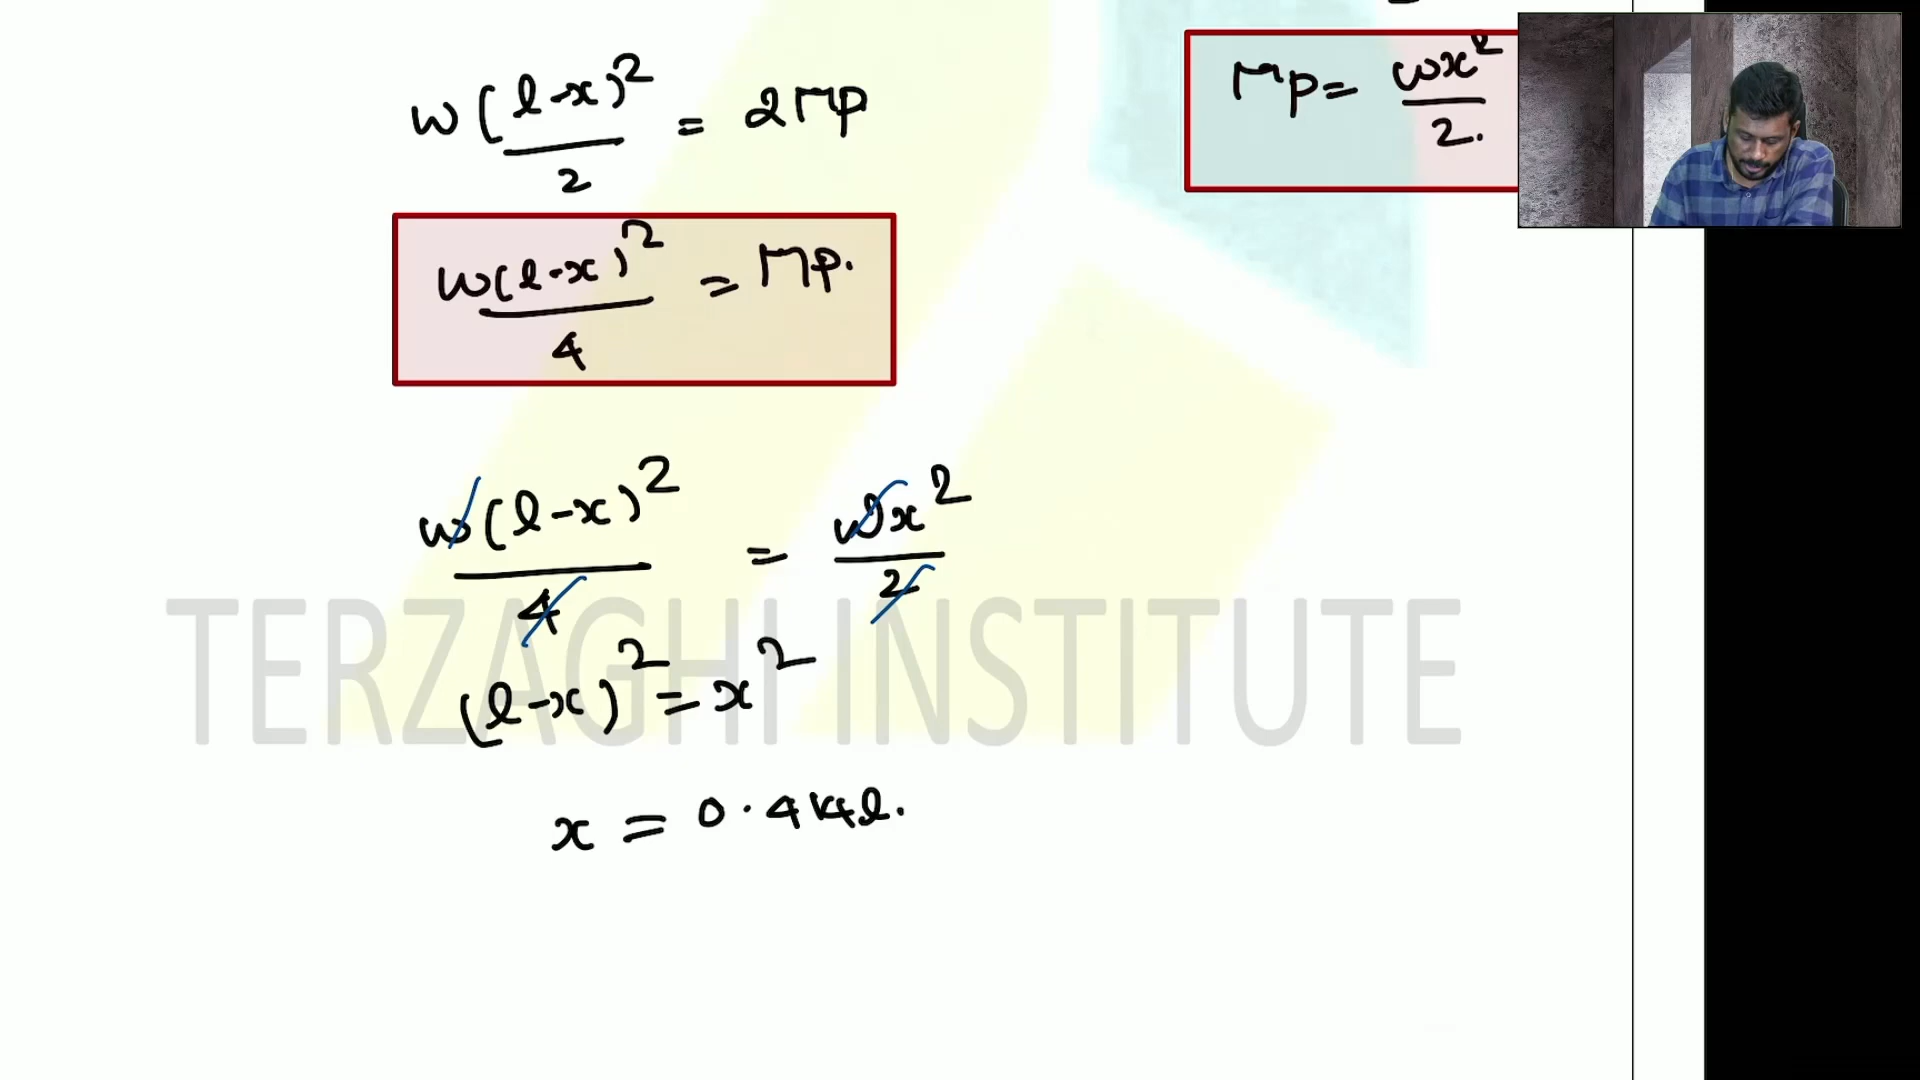 w(l-x)²/2 = 2Mp
Mp = wx²/2.
w(l-x)²/4 = Mp.
w(l-x)²/4 = wx²/2
TERZAGHI INSTITUTE
(l-x)² = x²
x = 0.414l.